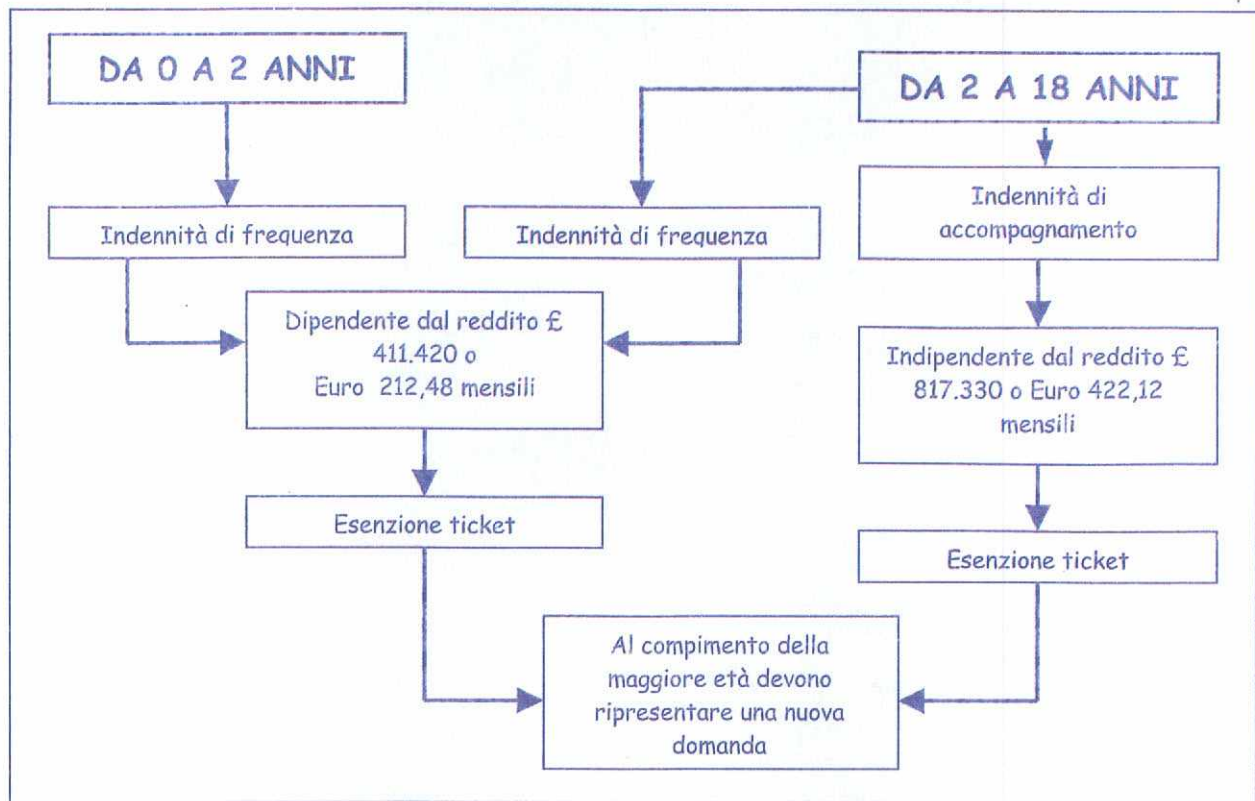 DA 0 A 2 ANNI
DA 2 A 18 ANNI
Indennità di frequenza
Indennità di frequenza
Indennità di
accompagnamento
Dipendente dal reddito £
411.420 o
Euro 212,48 mensili
Indipendente dal reddito £
817.330 o Euro 422,12
mensili
Esenzione ticket
Esenzione ticket
Al compimento della
maggiore età devono
ripresentare una nuova
domanda